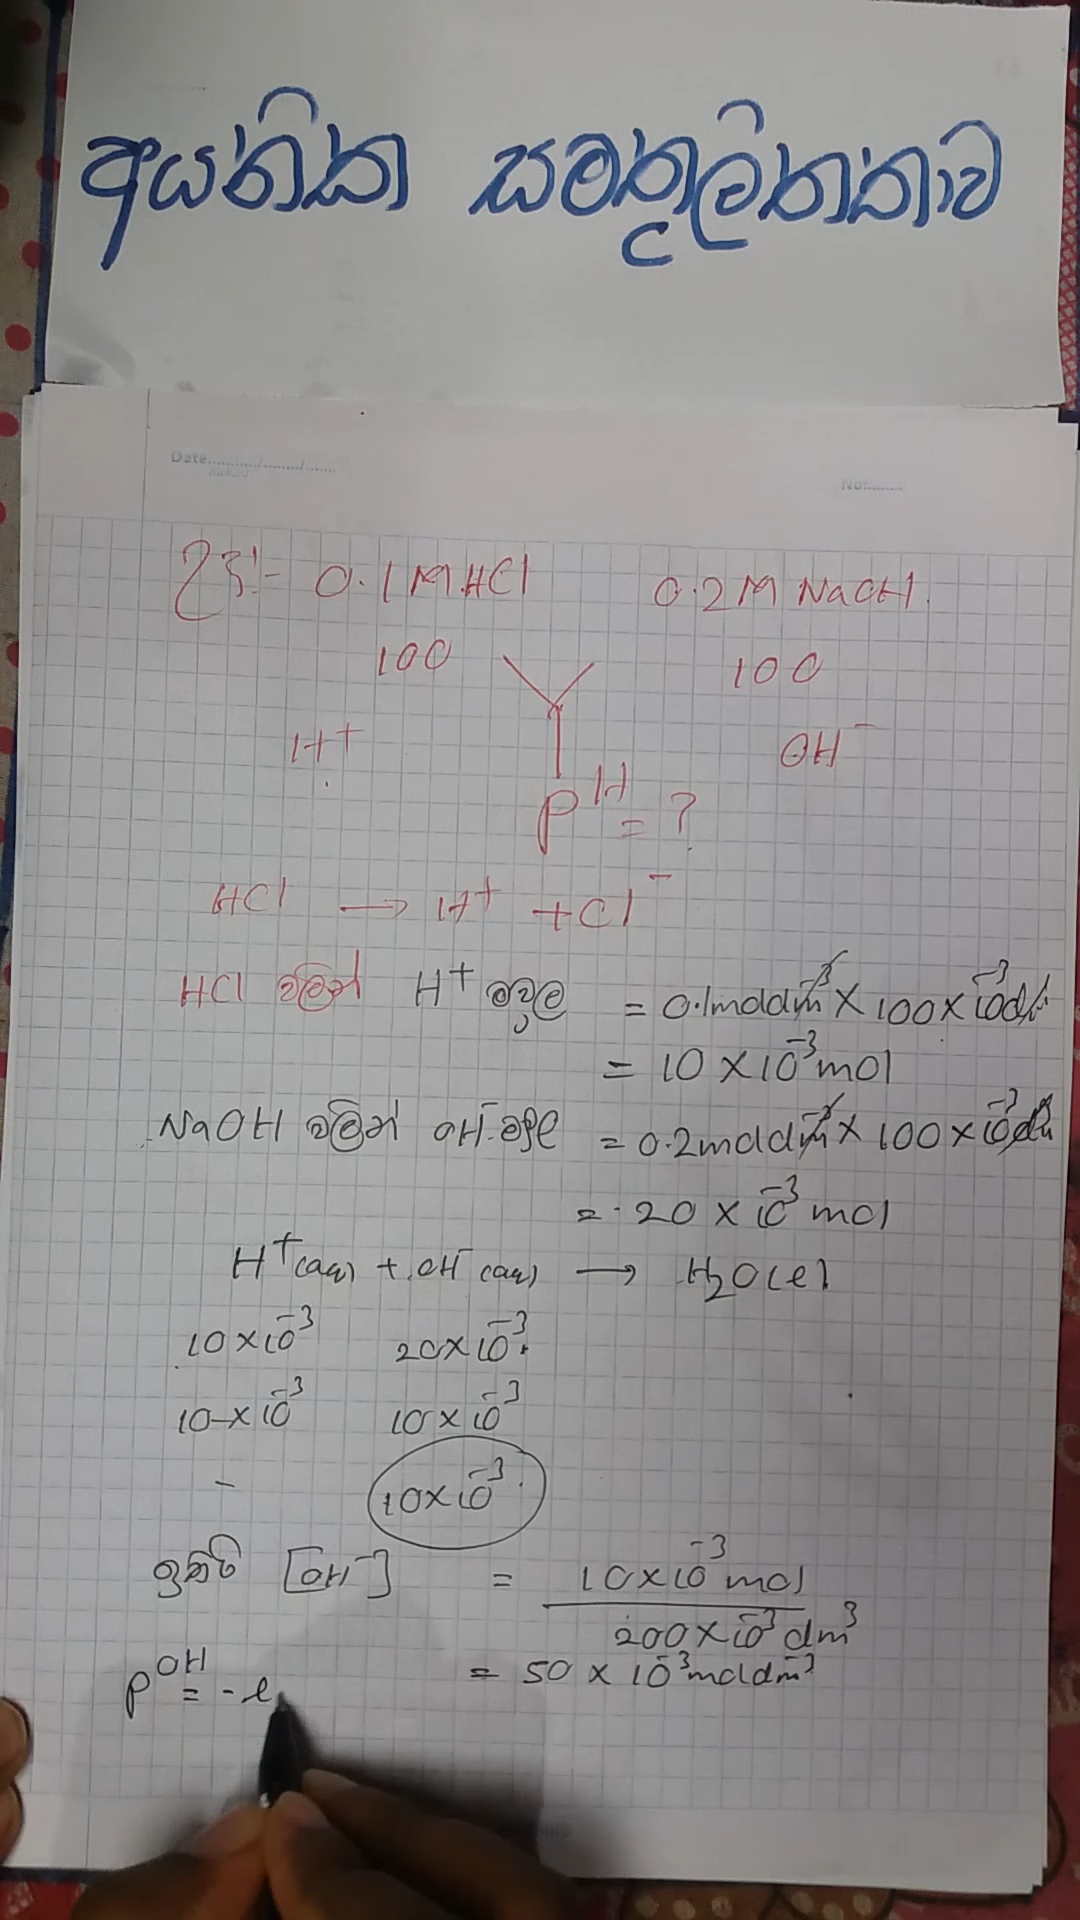 අයනික සමතුලිතතාව
Date
No:
උදා:- 0.1M HCl 0.2M NaOH.
100 100
H⁺ OH⁻
pH = ?
HCl → H⁺ + Cl⁻
HCl වලින් H⁺ මවුල = 0.1moldm⁻³ × 100 × 10⁻³dm³
= 10 × 10⁻³mol
NaOH වලින් OH⁻ මවුල = 0.2moldm⁻³ × 100 × 10⁻³dm³
= 20 × 10⁻³ mol
H⁺(aq) + OH⁻(aq) → H₂O(l)
10×10⁻³ 20×10⁻³
10×10⁻³ 10×10⁻³
- 10×10⁻³
ඉතිරි [OH⁻] = 10×10⁻³ mol
200×10⁻³ dm³
= 50 × 10⁻³moldm⁻³
pOH = -l